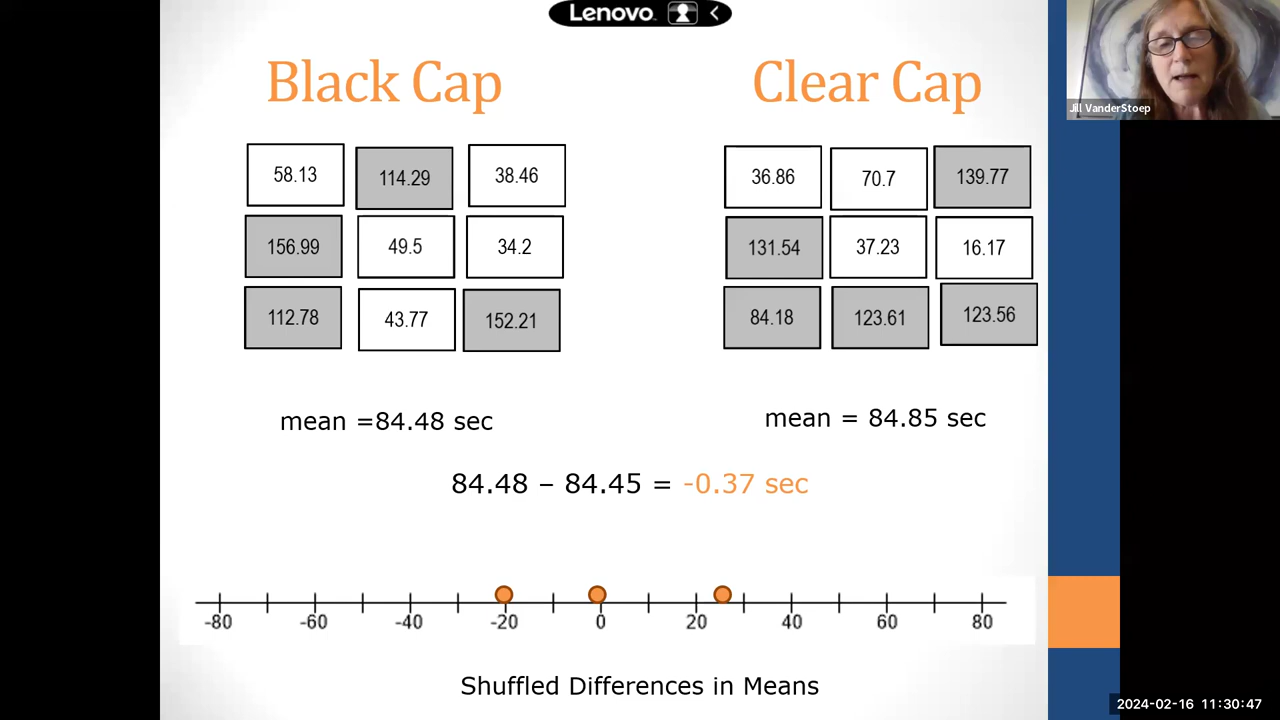 Lenovo
Black Cap
Clear Cap
58.13 114.29 38.46
156.99 49.5 34.2
112.78 43.77 152.21
36.86 70.7 139.77
131.54 37.23 16.17
84.18 123.61 123.56
mean =84.48 sec
mean = 84.85 sec
84.48 – 84.45 = -0.37 sec
-80 -60 -40 -20 0 20 40 60 80
Shuffled Differences in Means
Jill VanderStoep
2024-02-16 11:30:47